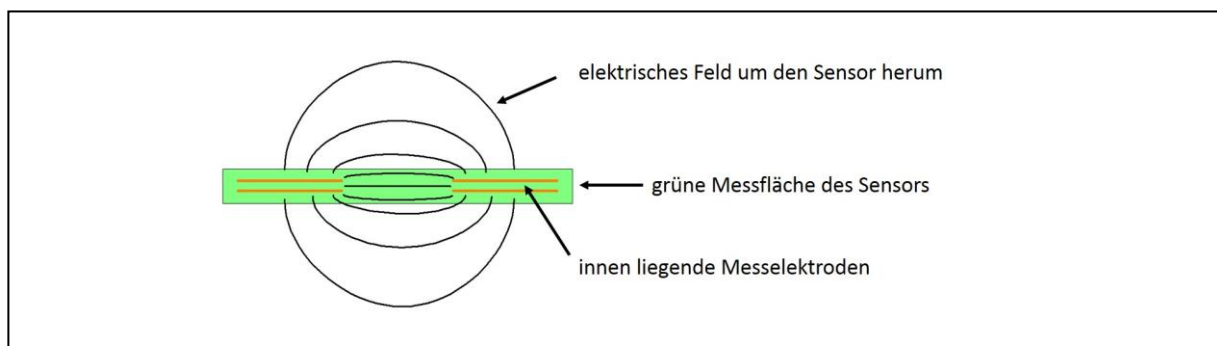 elektrisches Feld um den Sensor herum
grüne Messfläche des Sensors
innen liegende Messelektroden